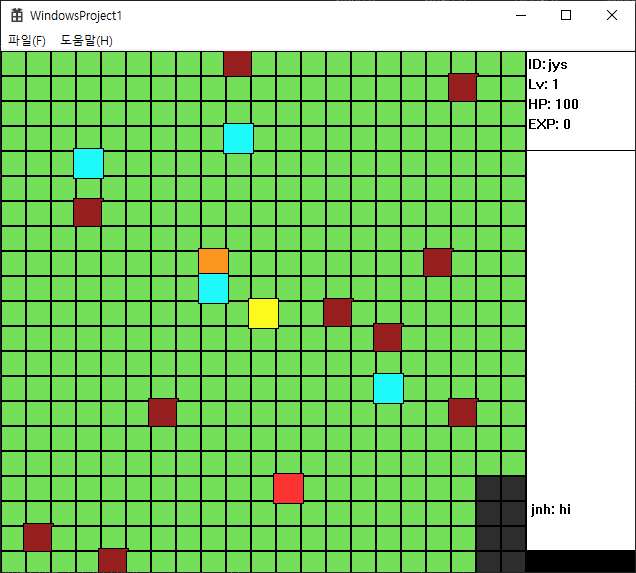 WindowsProject1
파일(F) 도움말(H)
ID: jys
Lv: 1
HP: 100
EXP: 0
jnh: hi